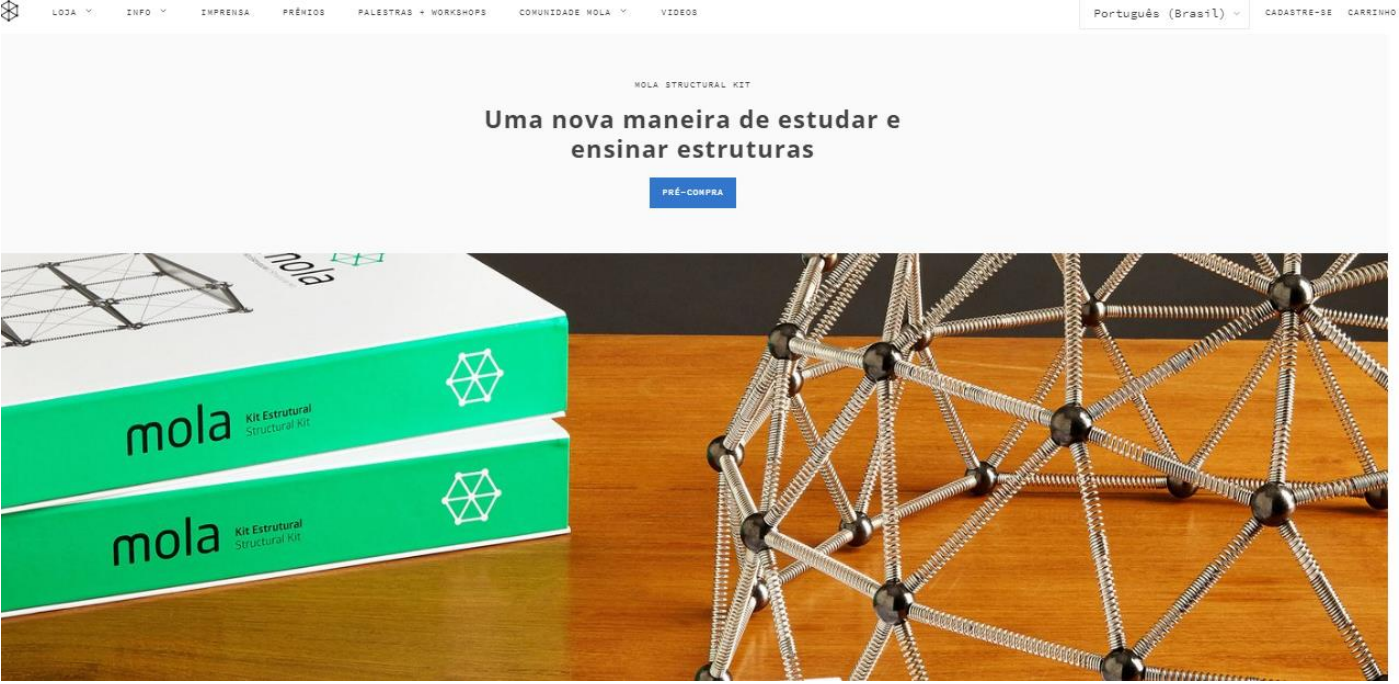 LOJA INFO IMPRENSA PRÊMIOS PALESTRAS + WORKSHOPS COMUNIDADE MOLA VIDEOS Português (Brasil) CADASTRE-SE CARRINHO
MOLA STRUCTURAL KIT
Uma nova maneira de estudar e
ensinar estruturas
PRÉ-COMPRA
mola
mola Kit Estrutural
Structural Kit
mola Kit Estrutural
Structural Kit